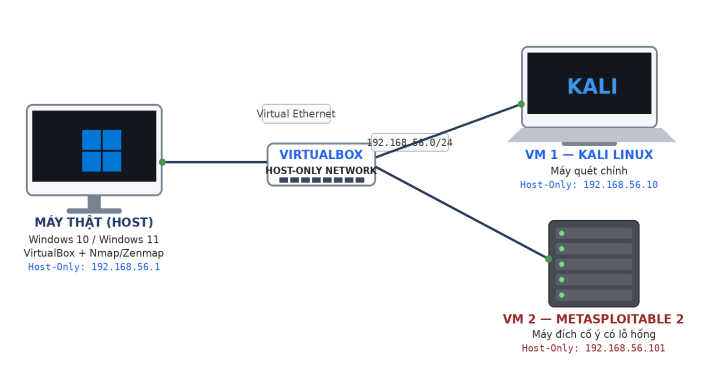 Virtual Ethernet
192.168.56.0/24
VIRTUALBOX
HOST-ONLY NETWORK
KALI
VM 1 — KALI LINUX
Máy quét chính
Host-Only: 192.168.56.10
MÁY THẬT (HOST)
Windows 10 / Windows 11
VirtualBox + Nmap/Zenmap
Host-Only: 192.168.56.1
VM 2 — METASPLOITABLE 2
Máy đích cố ý có lỗ hổng
Host-Only: 192.168.56.101